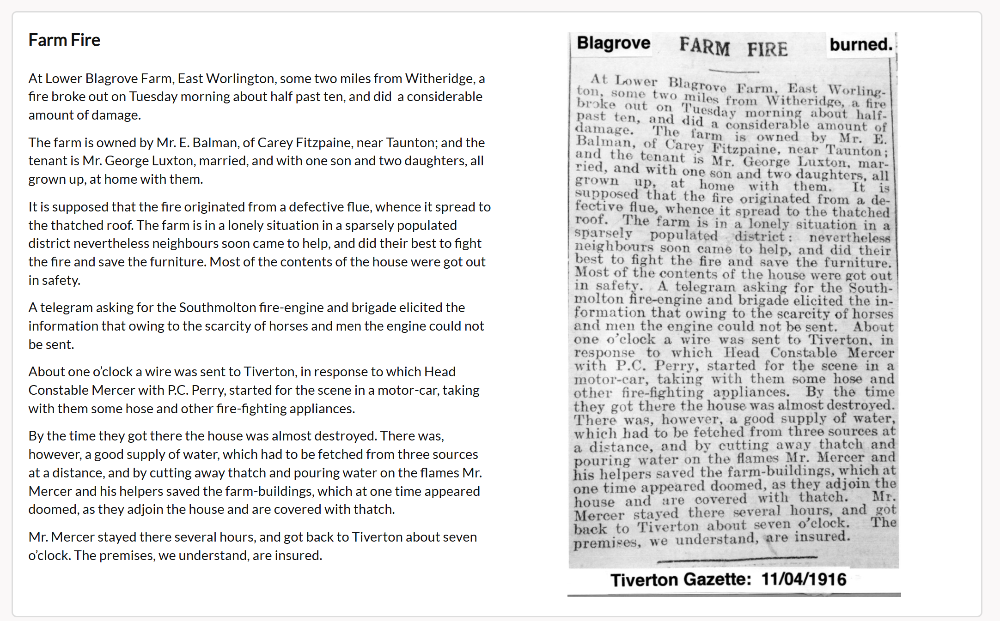 Farm Fire
At Lower Blagrove Farm, East Worlington, some two miles from Witheridge, a
fire broke out on Tuesday morning about half past ten, and did  a considerable
amount of damage.
The farm is owned by Mr. E. Balman, of Carey Fitzpaine, near Taunton; and the
tenant is Mr. George Luxton, married, and with one son and two daughters, all
grown up, at home with them.
It is supposed that the fire originated from a defective flue, whence it spread to
the thatched roof. The farm is in a lonely situation in a sparsely populated
district nevertheless neighbours soon came to help, and did their best to fight
the fire and save the furniture. Most of the contents of the house were got out
in safety.
A telegram asking for the Southmolton fire-engine and brigade elicited the
information that owing to the scarcity of horses and men the engine could not
be sent.
About one o’clock a wire was sent to Tiverton, in response to which Head
Constable Mercer with P.C. Perry, started for the scene in a motor-car, taking
with them some hose and other fire-fighting appliances.
By the time they got there the house was almost destroyed. There was,
however, a good supply of water, which had to be fetched from three sources
at a distance, and by cutting away thatch and pouring water on the flames Mr.
Mercer and his helpers saved the farm-buildings, which at one time appeared
doomed, as they adjoin the house and are covered with thatch.
Mr. Mercer stayed there several hours, and got back to Tiverton about seven
o’clock. The premises, we understand, are insured.
Blagrove FARM FIRE burned.
At Lower Blagrove Farm, East Worling-
ton, some two miles from Witheridge, a fire
broke out on Tuesday morning about half-
past ten, and did a considerable amount of
damage. The farm is owned by Mr. E.
Balman, of Carey Fitzpaine, near Taunton;
and the tenant is Mr. George Luxton, mar-
ried, and with one son and two daughters, all
grown up, at home with them. It is
supposed that the fire originated from a de-
fective flue, whence it spread to the thatched
roof. The farm is in a lonely situation in a
sparsely populated district: nevertheless
neighbours soon came to help, and did their
best to fight the fire and save the furniture.
Most of the contents of the house were got out
in safety. A telegram asking for the South-
molton fire-engine and brigade elicited the in-
formation that owing to the scarcity of horses
and men the engine could not be sent. About
one o'clock a wire was sent to Tiverton, in
response to which Head Constable Mercer
with P.C. Perry, started for the scene in a
motor-car, taking with them some hose and
other fire-fighting appliances. By the time
they got there the house was almost destroyed.
There was, however, a good supply of water,
which had to be fetched from three sources at
a distance, and by cutting away thatch and
pouring water on the flames Mr. Mercer and
his helpers saved the farm-buildings, which at
one time appeared doomed, as they adjoin the
house and are covered with thatch. Mr.
Mercer stayed there several hours, and got
back to Tiverton about seven o'clock. The
premises, we understand, are insured.
Tiverton Gazette: 11/04/1916